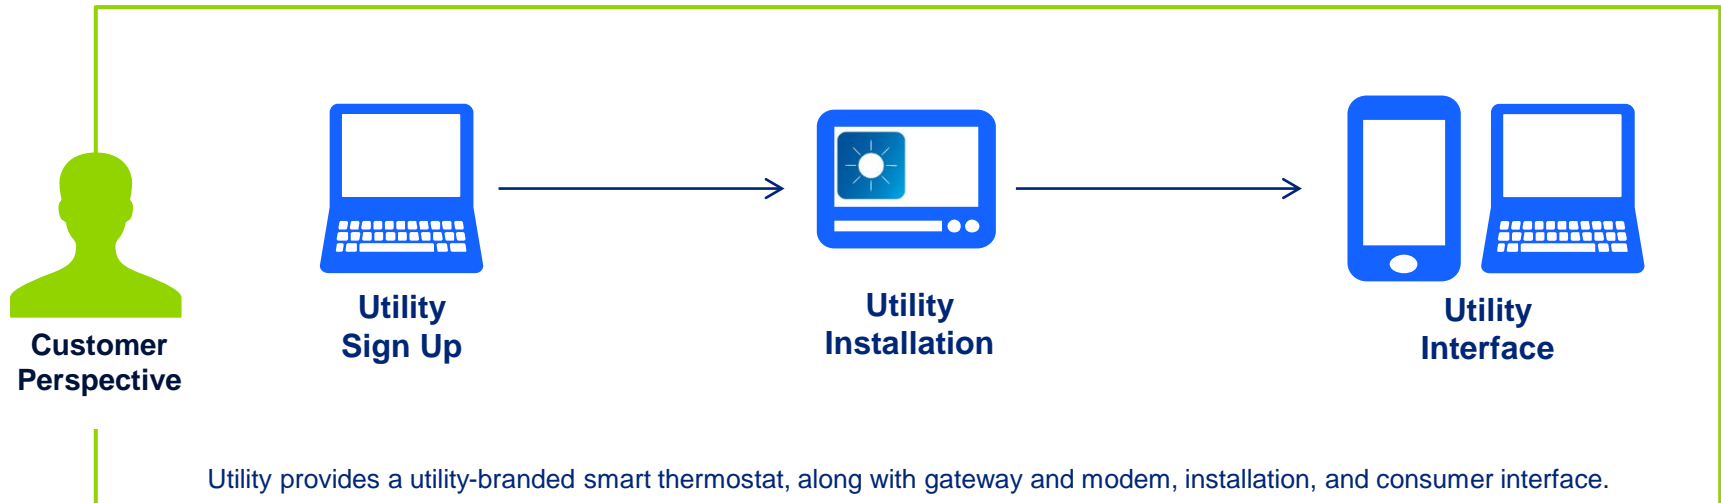 Utility
Sign Up
Utility
Installation
Utility
Interface
Customer
Perspective
Utility provides a utility-branded smart thermostat, along with gateway and modem, installation, and consumer interface.